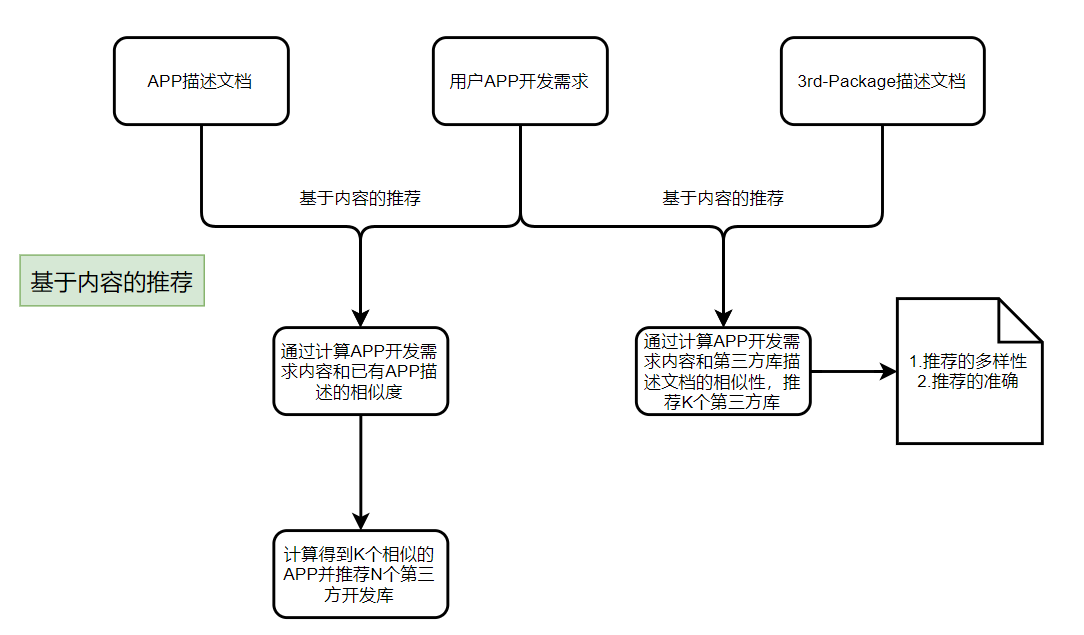 APP描述文档
用户APP开发需求
3rd-Package描述文档
基于内容的推荐
基于内容的推荐
基于内容的推荐
通过计算APP开发需
求内容和已有APP描
述的相似度
通过计算APP开发需
求内容和第三方库描
述文档的相似性，推
荐K个第三方库
1.推荐的多样性
2.推荐的准确
计算得到K个相似的
APP并推荐N个第三
方开发库